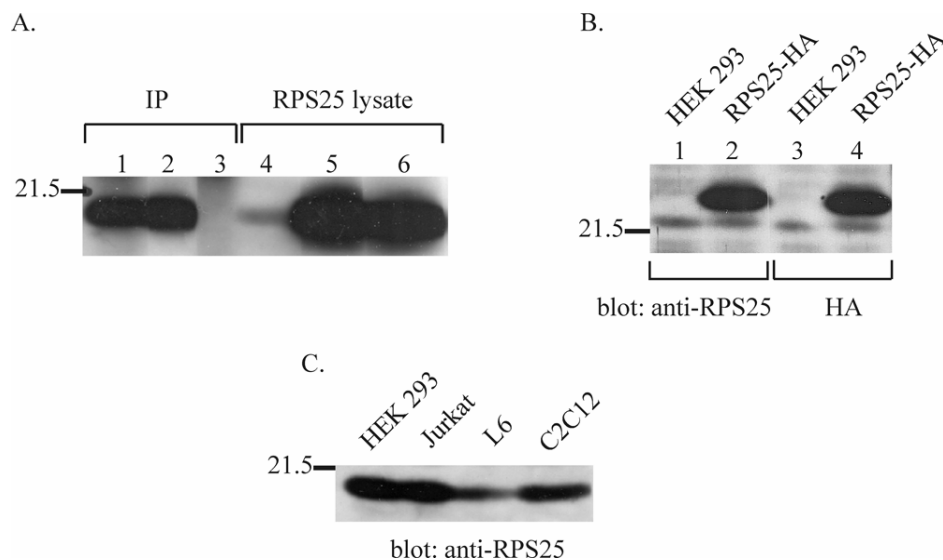 A.
IP RPS25 lysate
1 2 3 4 5 6
21.5
B.
HEK 293 RPS25-HA HEK 293 RPS25-HA
1 2 3 4
21.5
blot: anti-RPS25 HA
C.
HEK 293 Jurkat L6 C2C12
21.5
blot: anti-RPS25